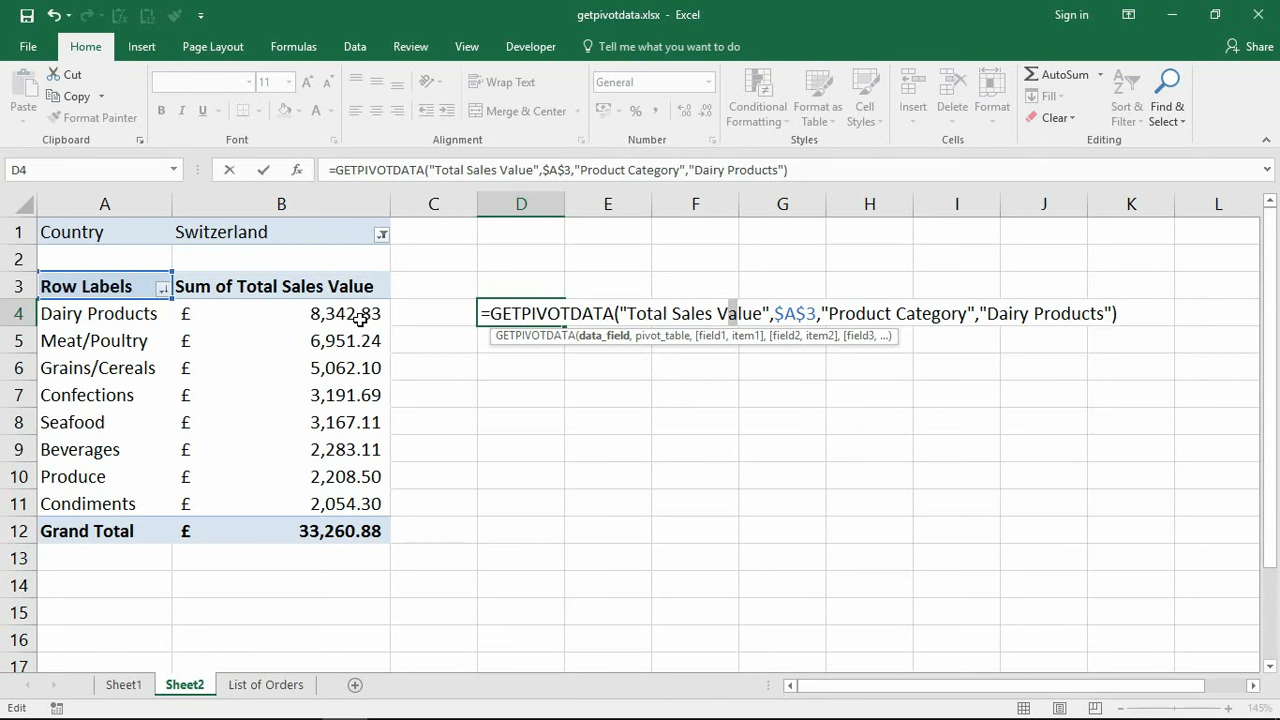 getpivotdata.xlsx - Excel
Sign in
File Home Insert Page Layout Formulas Data Review View Developer Tell me what you want to do Share
Paste
Cut
Copy
Format Painter
Clipboard
11
B I U
Font
Wrap Text
Merge & Center
Alignment
General
Number
Conditional Formatting
Format as Table
Cell Styles
Styles
Insert
Delete
Format
Cells
AutoSum
Fill
Clear
Sort & Filter
Find & Select
Editing
D4 fx =GETPIVOTDATA("Total Sales Value",$A$3,"Product Category","Dairy Products")
A B C D E F G H I J K L
1 Country Switzerland
2
3 Row Labels Sum of Total Sales Value
4 Dairy Products £ 8,342.83 =GETPIVOTDATA("Total Sales Value",$A$3,"Product Category","Dairy Products")
GETPIVOTDATA(data_field, pivot_table, [field1, item1], [field2, item2], [field3, ...)
5 Meat/Poultry £ 6,951.24
6 Grains/Cereals £ 5,062.10
7 Confections £ 3,191.69
8 Seafood £ 3,167.11
9 Beverages £ 2,283.11
10 Produce £ 2,208.50
11 Condiments £ 2,054.30
12 Grand Total £ 33,260.88
13
14
15
16
17
Sheet1 Sheet2 List of Orders
Edit 145%